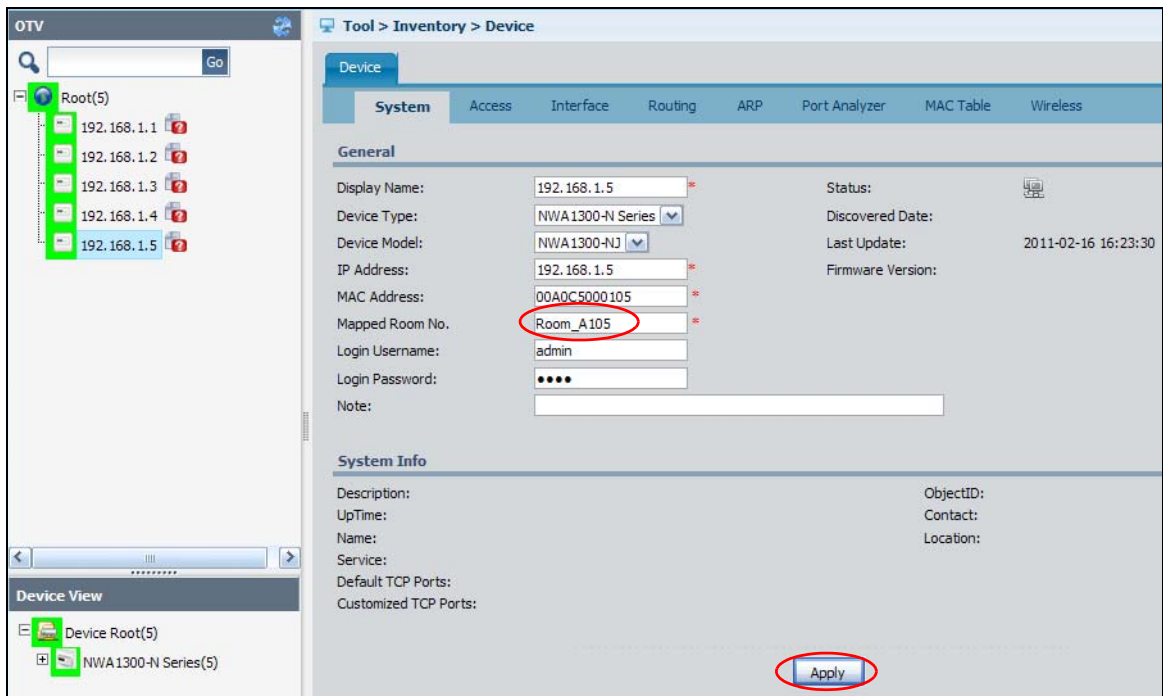 OTV
Go
Root(5)
192.168.1.1
192.168.1.2
192.168.1.3
192.168.1.4
192.168.1.5
Device View
Device Root(5)
NWA1300-N Series(5)
Tool > Inventory > Device
Device
System Access Interface Routing ARP Port Analyzer MAC Table Wireless
General
Display Name: 192.168.1.5 * Status:
Device Type: NWA1300-N Series Discovered Date:
Device Model: NWA1300-NJ Last Update: 2011-02-16 16:23:30
IP Address: 192.168.1.5 * Firmware Version:
MAC Address: 00A0C5000105 *
Mapped Room No. Room_A105 *
Login Username: admin
Login Password: ●●●●
Note:
System Info
Description: ObjectID:
UpTime: Contact:
Name: Location:
Service:
Default TCP Ports:
Customized TCP Ports:
Apply